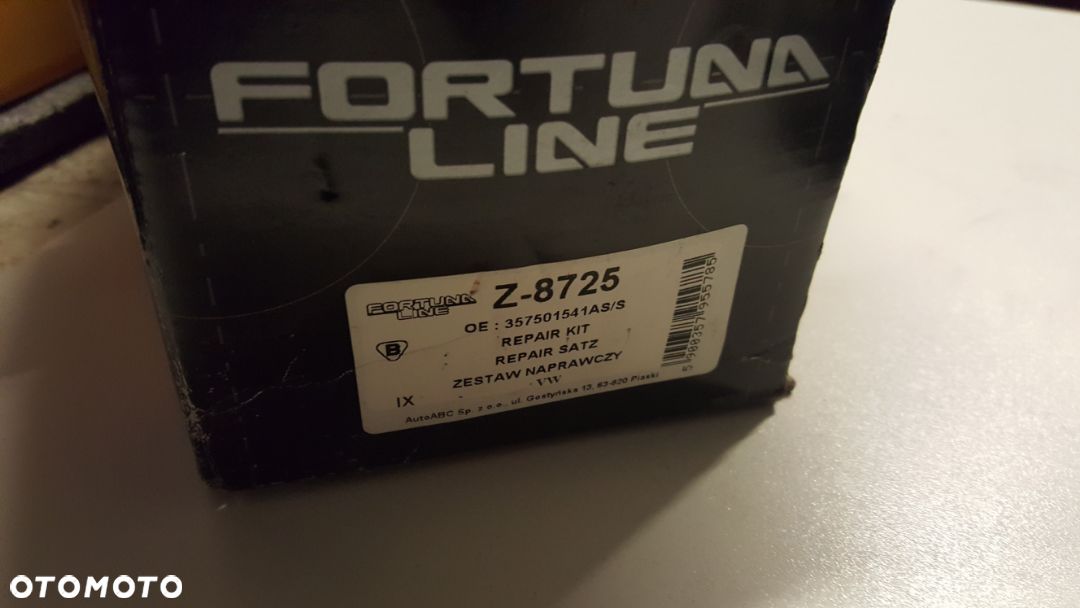 FORTUNA
LINE
FORTUNA
LINE
Z-8725
OE : 357501541AS/S
B
REPAIR KIT
REPAIR SATZ
ZESTAW NAPRAWCZY
VW
IX
AutoABC Sp. z o.o., ul. Gostyńska 13, 63-820 Piaski
5900357955785
OTOMOTO